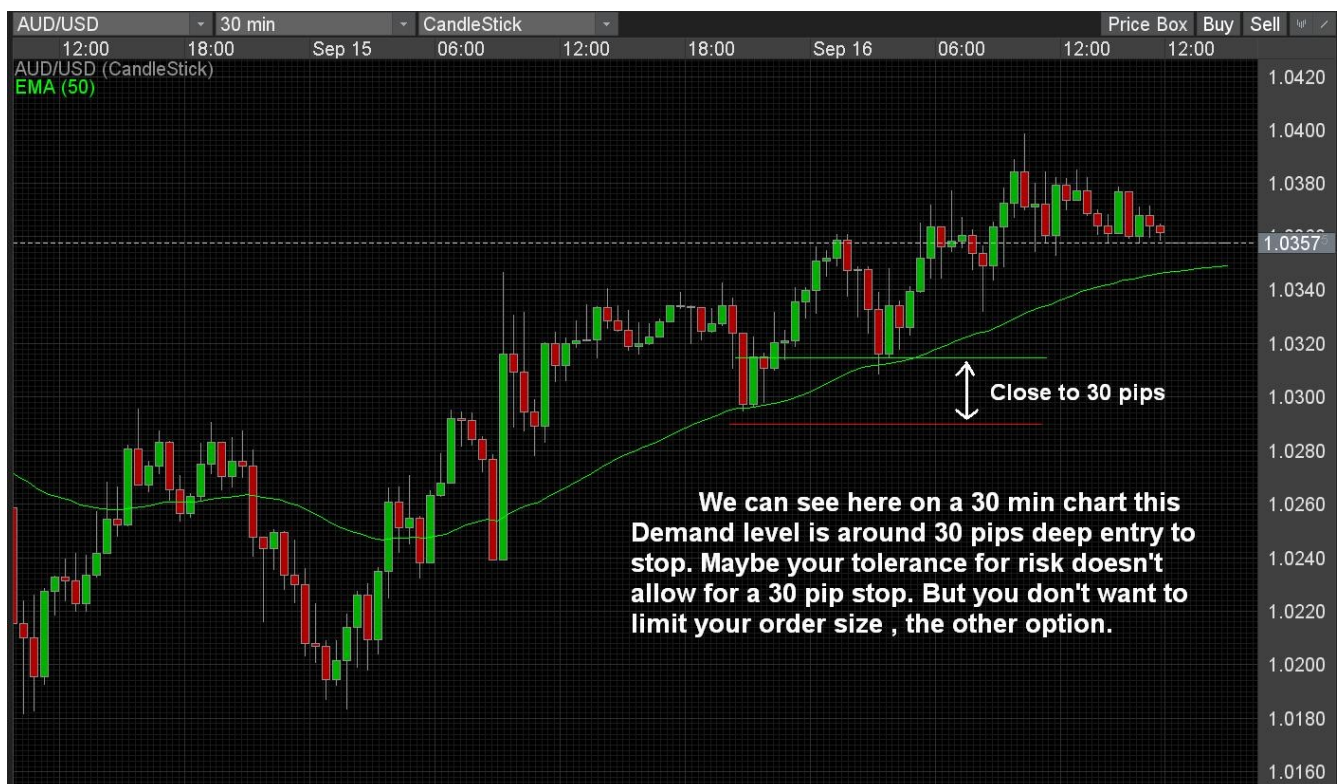 AUD/USD 30 min CandleStick Price Box Buy Sell
12:00 18:00 Sep 15 06:00 12:00 18:00 Sep 16 06:00 12:00 12:00
AUD/USD (CandleStick)
EMA (50)
1.0420
1.0400
1.0380
1.0357
1.0340
1.0320
1.0300
Close to 30 pips
1.0280
1.0260
We can see here on a 30 min chart this
Demand level is around 30 pips deep entry to
stop. Maybe your tolerance for risk doesn't
allow for a 30 pip stop. But you don't want to
limit your order size , the other option.
1.0240
1.0220
1.0200
1.0180
1.0160